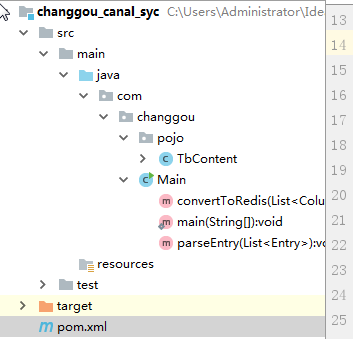 changgou_canal_syc C:\Users\Administrator\Ide
src
main
java
com
changgou
pojo
TbContent
Main
convertToRedis(List<Colu
main(String[]):void
parseEntry(List<Entry>):vo
resources
test
target
pom.xml
13
14
15
16
17
18
19
20
21
22
23
24
25